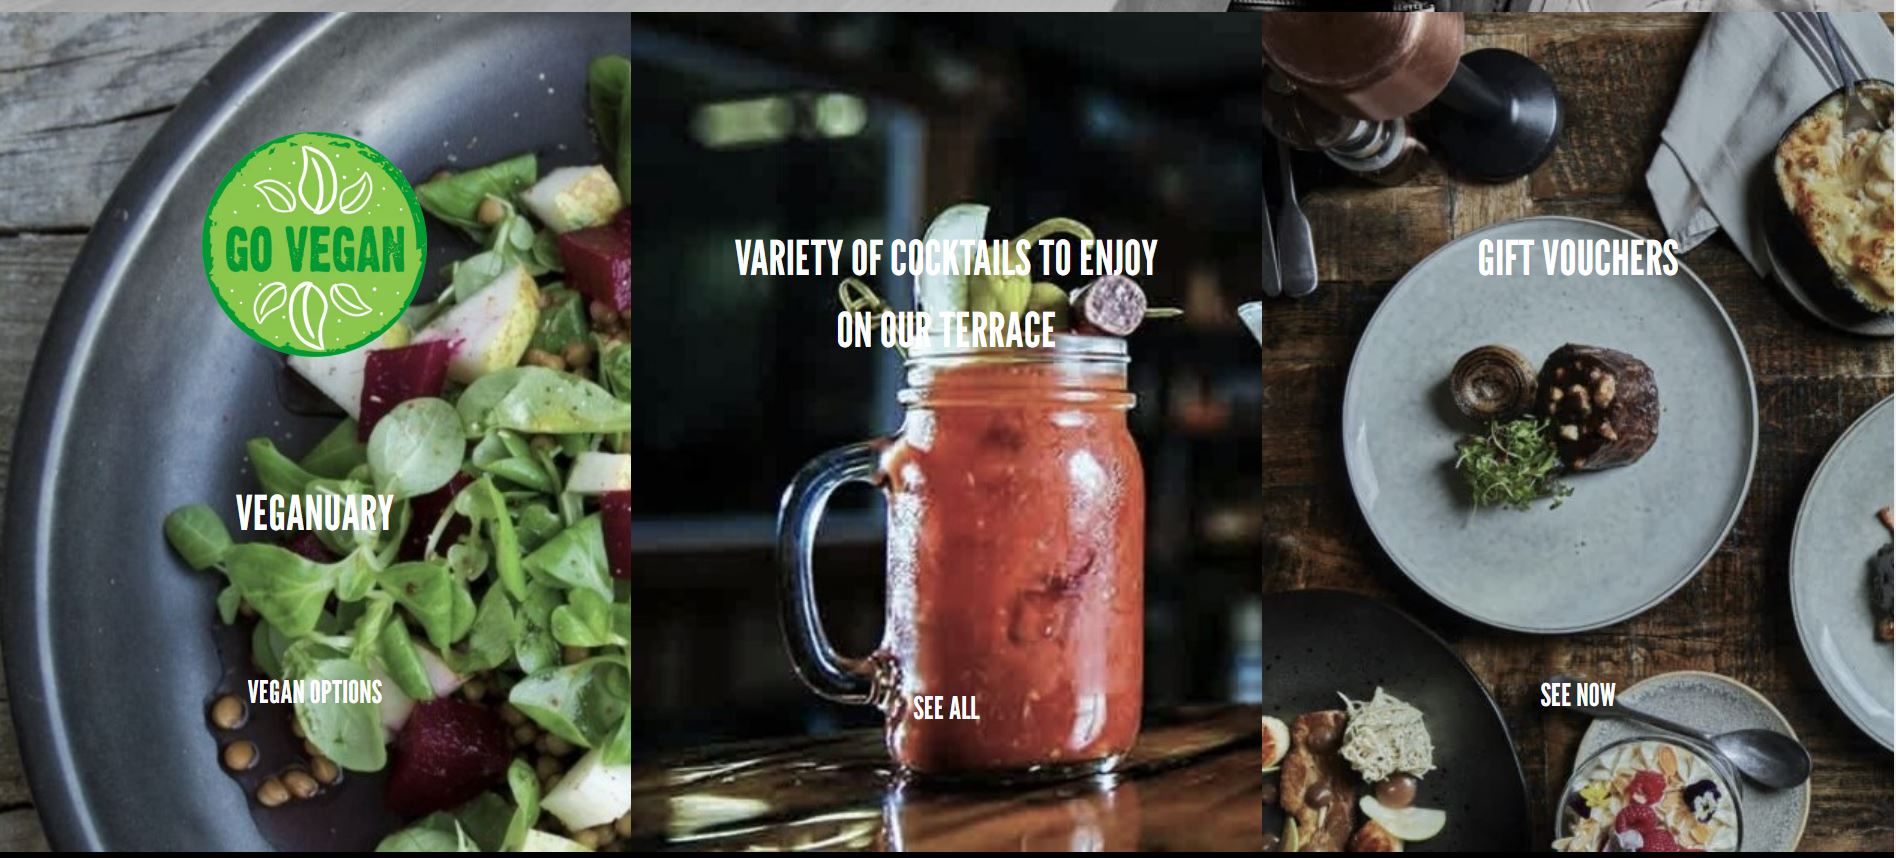 GO VEGAN
VEGANUARY
VEGAN OPTIONS
VARIETY OF COCKTAILS TO ENJOY
ON OUR TERRACE
SEE ALL
GIFT VOUCHERS
SEE NOW